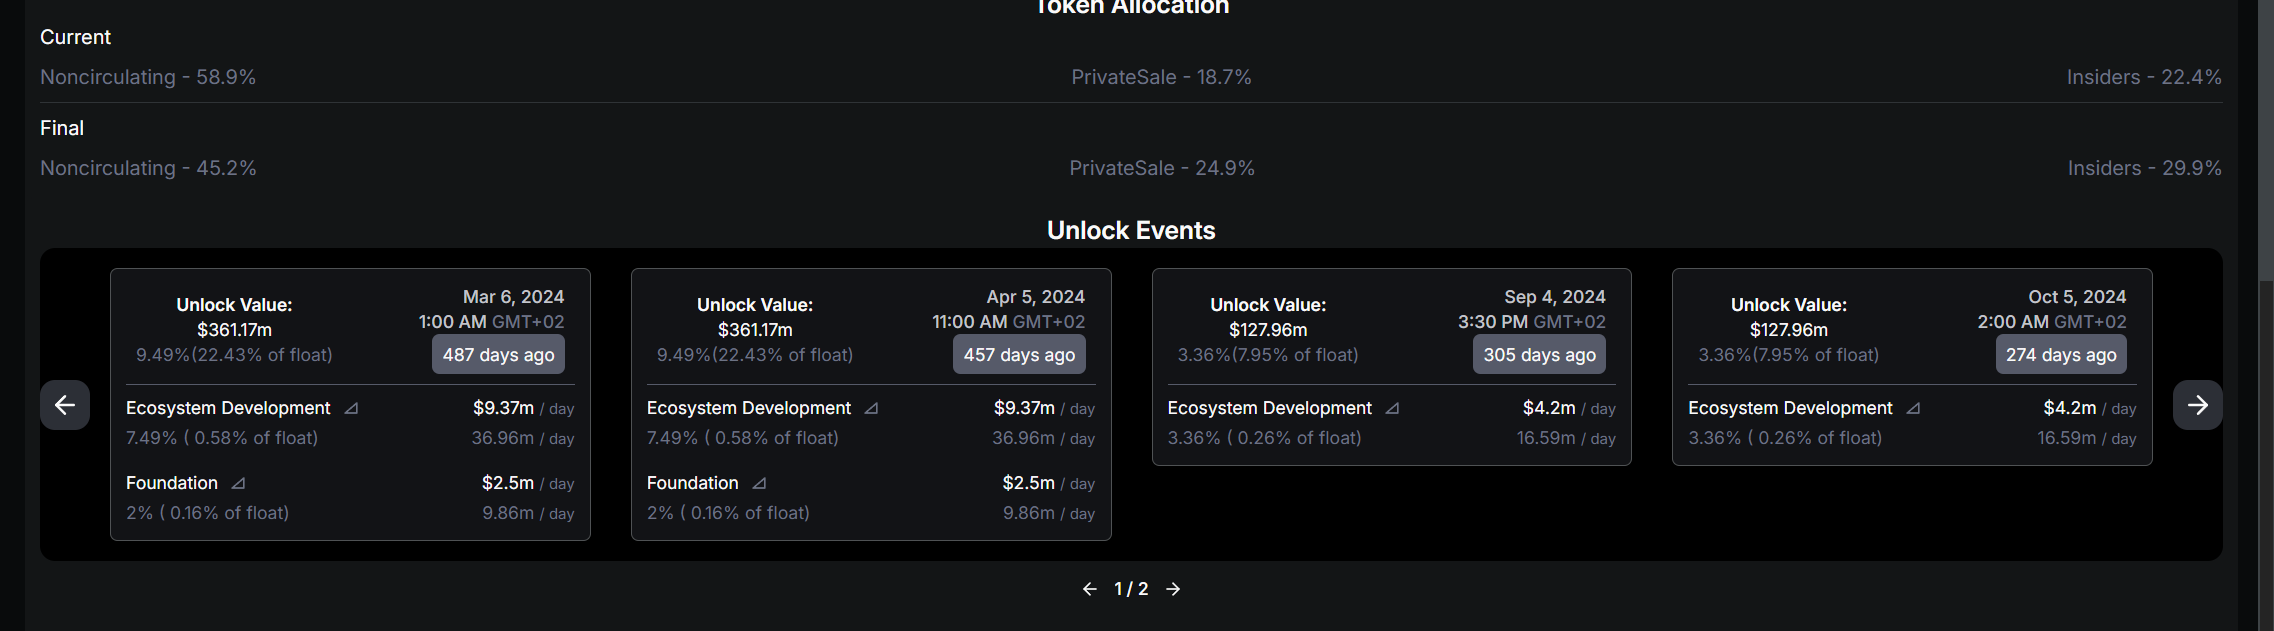 Token Allocation
Current
Noncirculating - 58.9% PrivateSale - 18.7% Insiders - 22.4%
Final
Noncirculating - 45.2% PrivateSale - 24.9% Insiders - 29.9%
Unlock Events
Unlock Value:
$361.17m
9.49%(22.43% of float)
Mar 6, 2024
1:00 AM GMT+02
487 days ago
Ecosystem Development $9.37m / day
7.49% ( 0.58% of float) 36.96m / day
Foundation $2.5m / day
2% ( 0.16% of float) 9.86m / day
Unlock Value:
$361.17m
9.49%(22.43% of float)
Apr 5, 2024
11:00 AM GMT+02
457 days ago
Ecosystem Development $9.37m / day
7.49% ( 0.58% of float) 36.96m / day
Foundation $2.5m / day
2% ( 0.16% of float) 9.86m / day
Unlock Value:
$127.96m
3.36%(7.95% of float)
Sep 4, 2024
3:30 PM GMT+02
305 days ago
Ecosystem Development $4.2m / day
3.36% ( 0.26% of float) 16.59m / day
Unlock Value:
$127.96m
3.36%(7.95% of float)
Oct 5, 2024
2:00 AM GMT+02
274 days ago
Ecosystem Development $4.2m / day
3.36% ( 0.26% of float) 16.59m / day
← 1 / 2 →